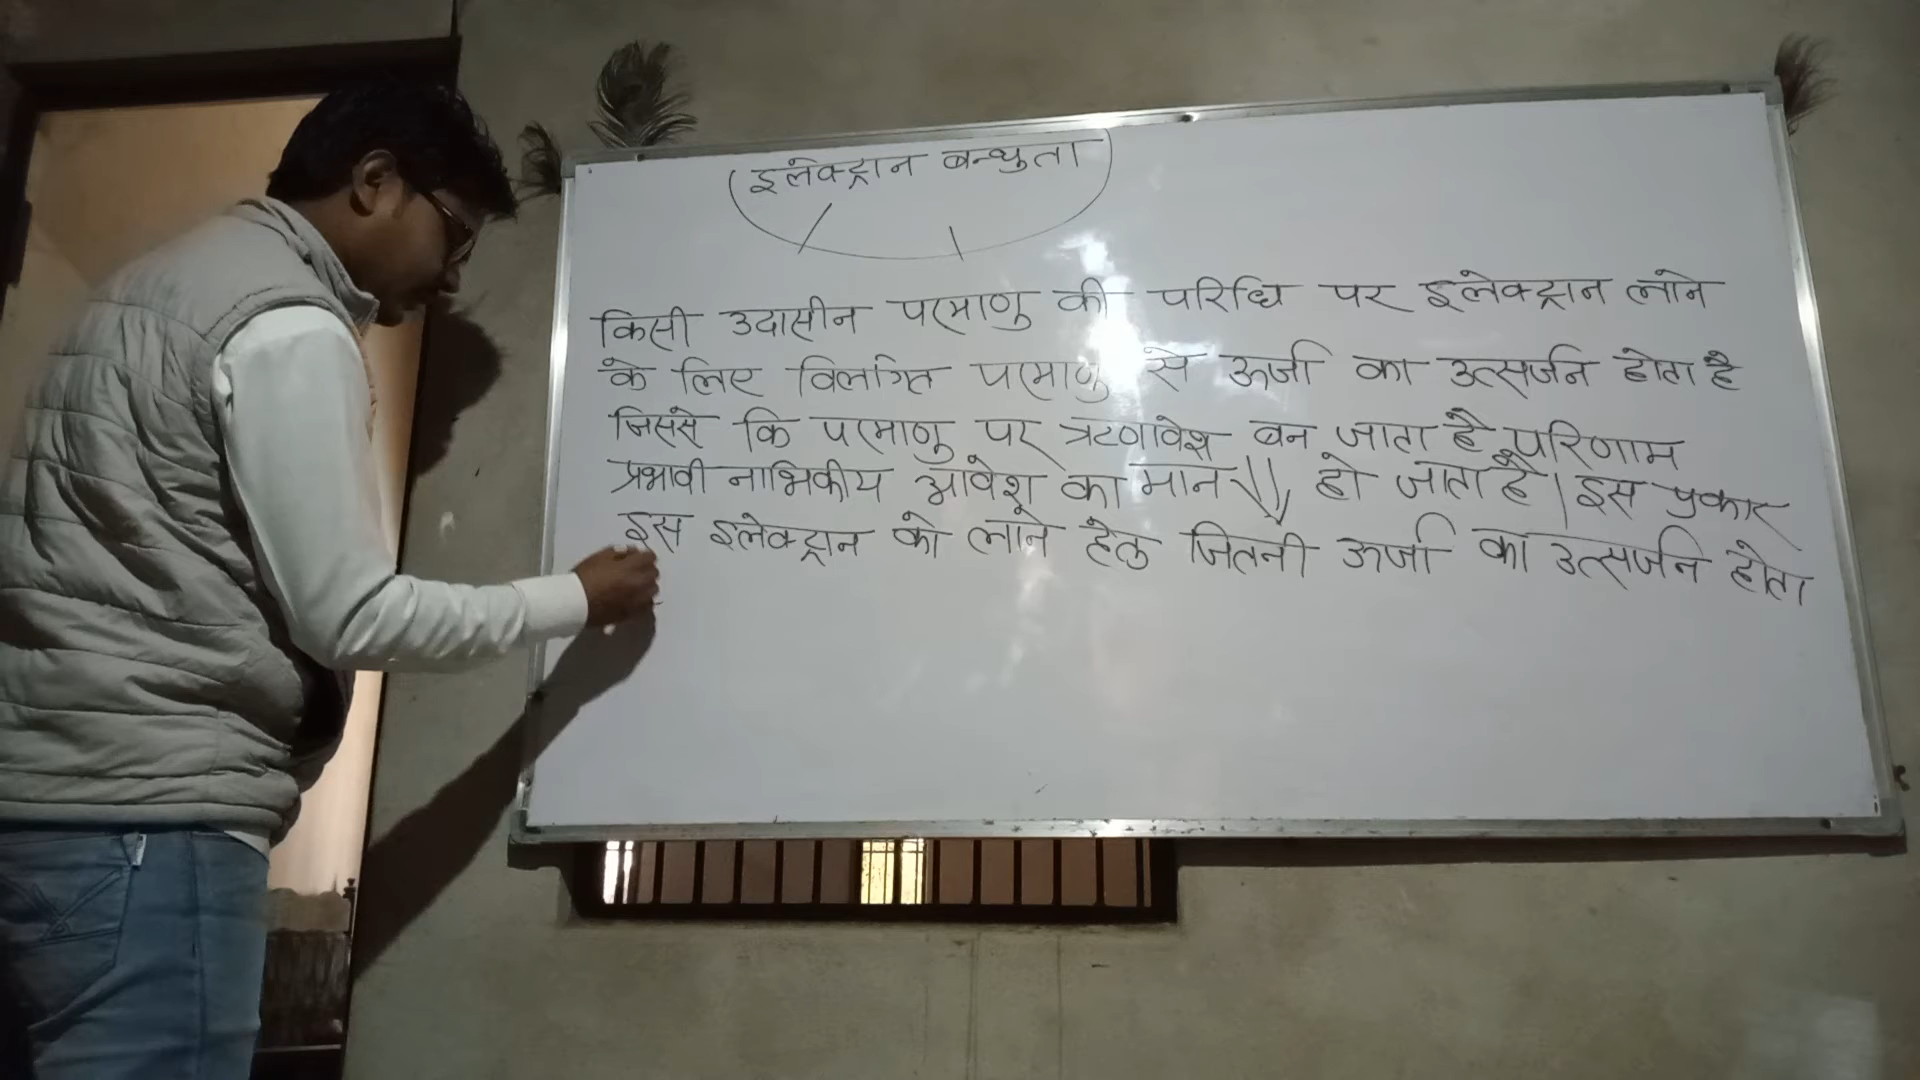 इलेक्ट्रान बन्धुता
किसी उदासीन परमाणु की परिधि पर इलेक्ट्रान लाने
के लिए विलगित परमाणु से ऊर्जा का उत्सर्जन होता है
जिससे कि परमाणु पर ऋणावेश बन जाता है परिणाम
प्रभावी नाभिकीय आवेश का मान ↓↓ हो जाता है। इस प्रकार
इस इलेक्ट्रान को लाने हेतु जितनी ऊर्जा का उत्सर्जन होता